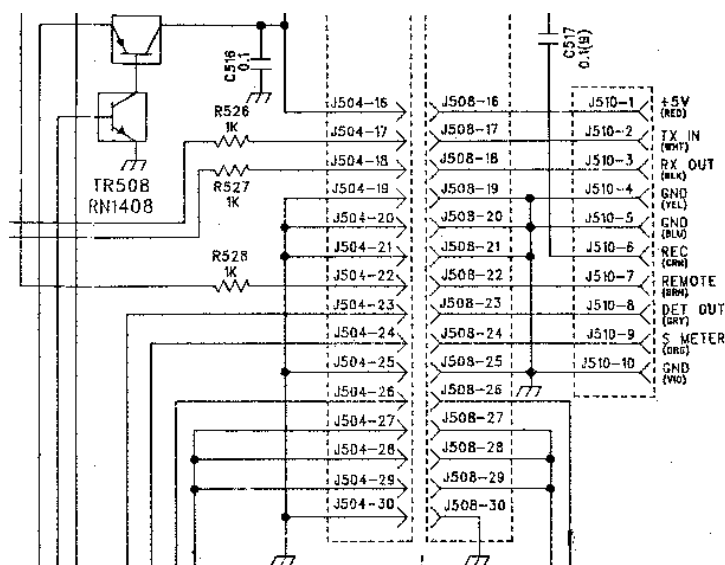 C516
0.1
C517
0.1(9)
J504-16
J508-16
J510-1
+5V
(RED)
R526
1K
J504-17
J508-17
J510-2
TX IN
(WHT)
J504-18
J508-18
J510-3
RX OUT
(BLK)
TR508
RN1408
R527
1K
J504-19
J508-19
J510-4
GND
(YEL)
J504-20
J508-20
J510-5
GND
(BLU)
J504-21
J508-21
J510-6
REC
(GRN)
R528
1K
J504-22
J508-22
J510-7
REMOTE
(BRN)
J504-23
J508-23
J510-8
DET OUT
(GRY)
J504-24
J508-24
J510-9
S METER
(ORG)
J504-25
J508-25
J510-10
GND
(VIO)
J504-26
J508-26
J504-27
J508-27
J504-28
J508-28
J504-29
J508-29
J504-30
J508-30